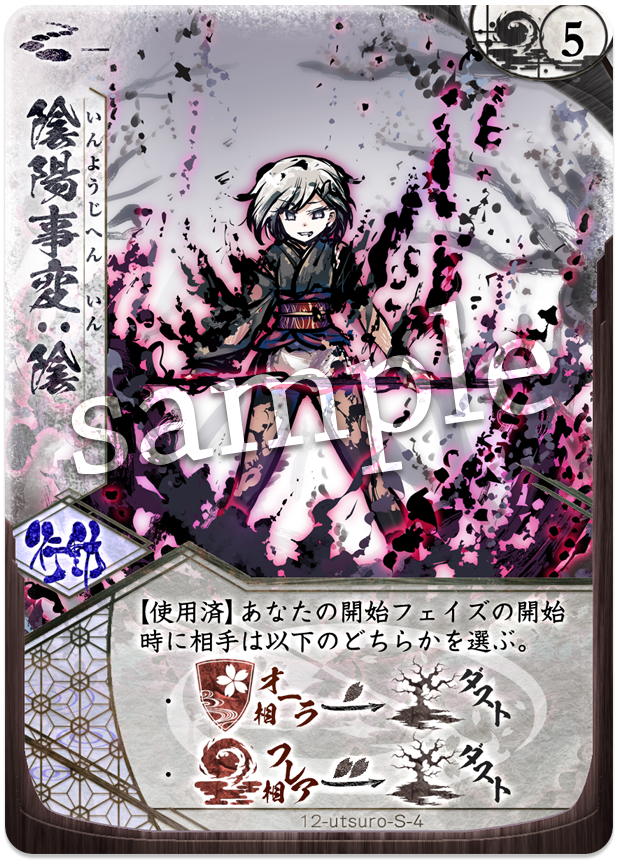 5
いんようじへん いん
陰陽事変:陰
sample
行動
【使用済】あなたの開始フェイズの開始
時に相手は以下のどちらかを選ぶ。
・相オーラ ダスト
・相フレア ダスト
12-utsuro-S-4